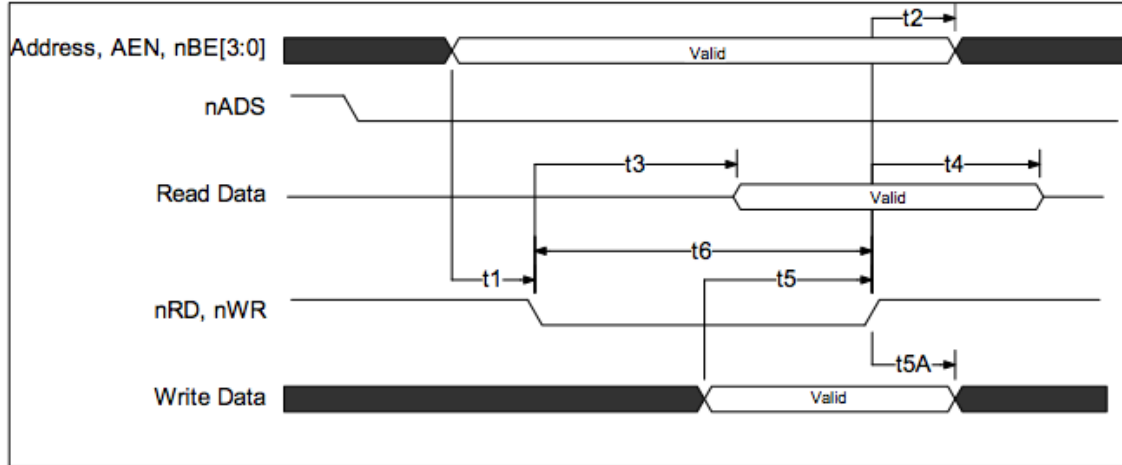 t2
Address, AEN, nBE[3:0]
Valid
nADS
t3
t4
Read Data
Valid
t6
t1
t5
nRD, nWR
t5A
Write Data
Valid